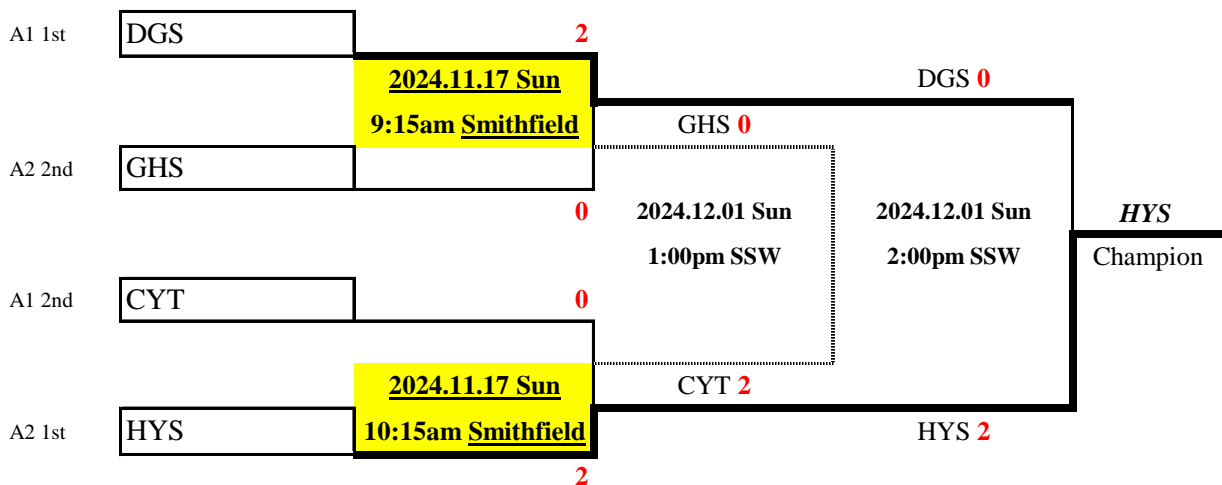 A1 1st DGS 2
2024.11.17 Sun DGS 0
9:15am Smithfield GHS 0
A2 2nd GHS
0 2024.12.01 Sun 2024.12.01 Sun HYS
1:00pm SSW 2:00pm SSW Champion
A1 2nd CYT 0
2024.11.17 Sun CYT 2
A2 1st HYS 10:15am Smithfield HYS 2
2